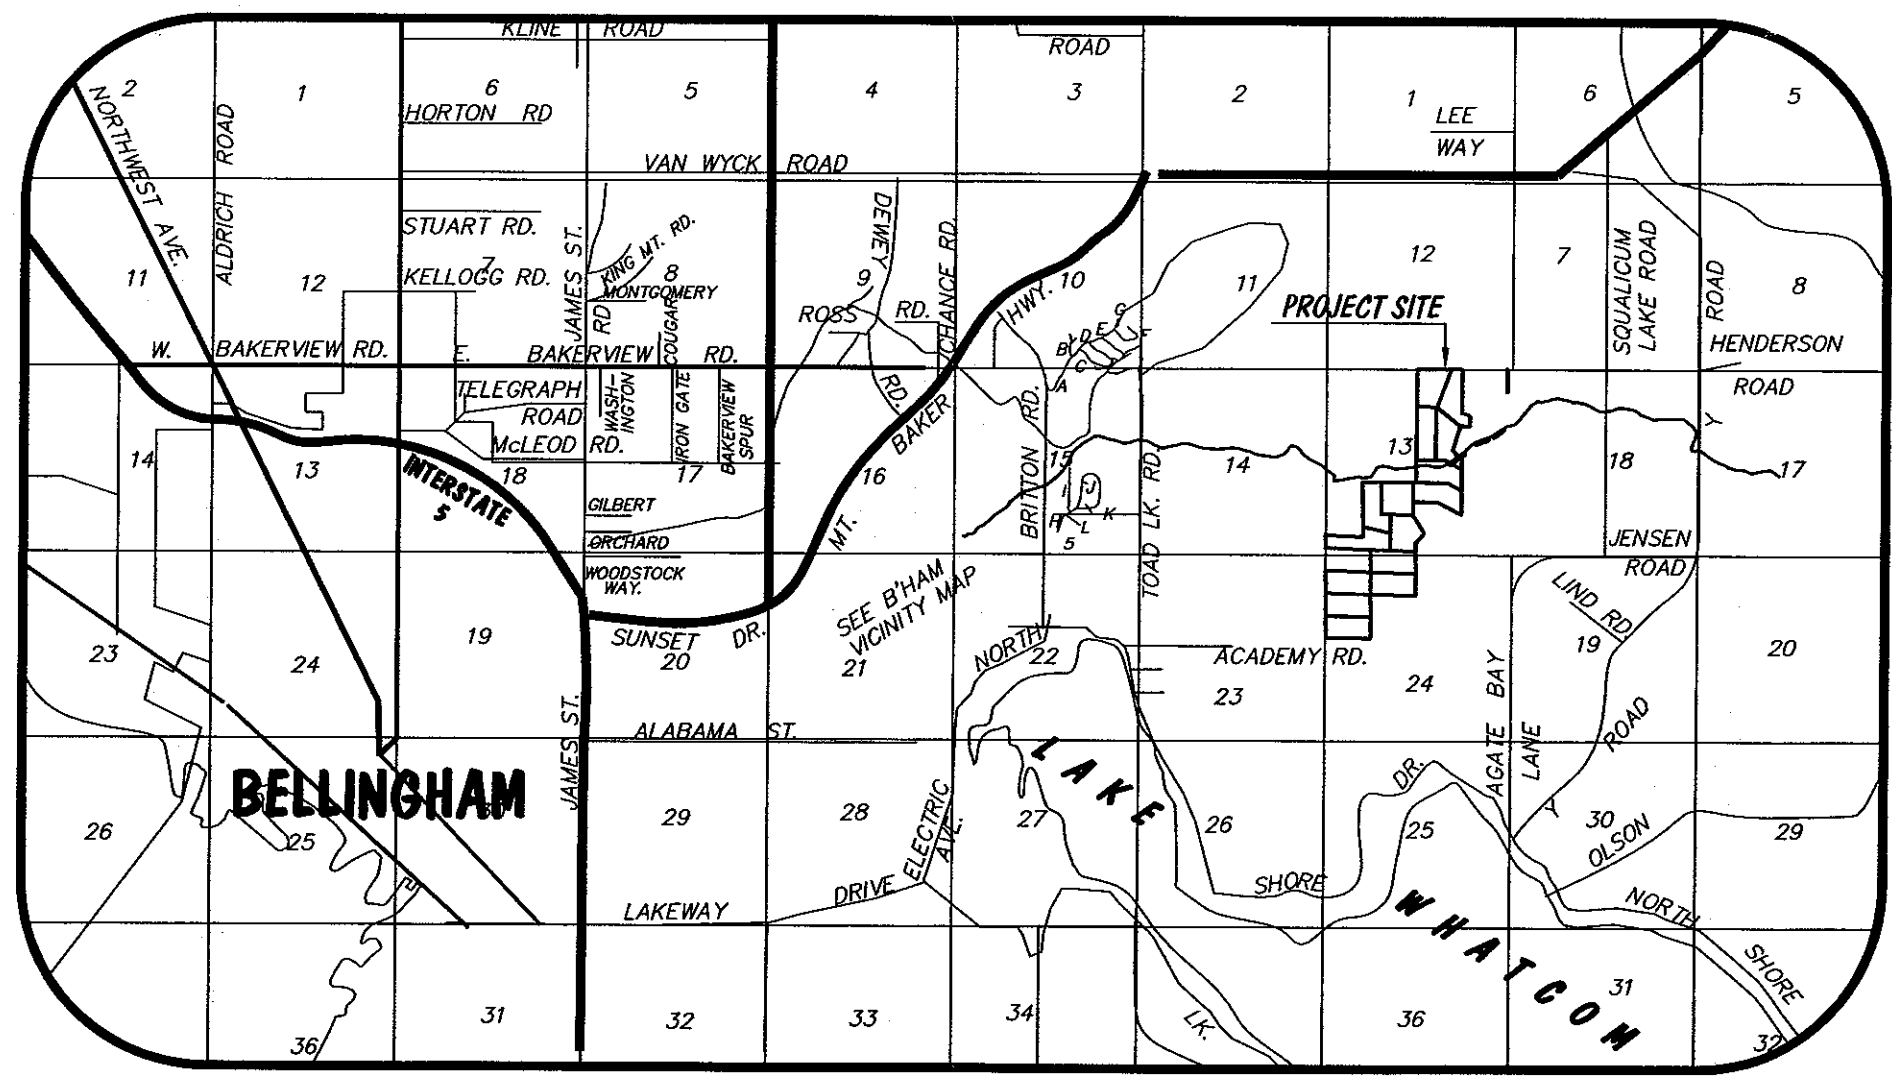 KLINE ROAD
ROAD
2
1
6
5
4
3
2
1
6
5
HORTON RD
LEE
WAY
NORTHWEST AVE.
ALDRICH ROAD
VAN WYCK ROAD
STUART RD.
JAMES ST.
KING MT. RD.
DEWEY
RD.
11
12
7
KELLOGG RD.
8
MONTGOMERY
RD
COUGAR
9
ROSS RD.
HWY.
10
11
12
7
8
SQUALICUM
LAKE ROAD
ROAD
PROJECT SITE
G
F
E
D
B
C
A
W. BAKERVIEW RD.
E. BAKERVIEW RD.
HENDERSON
ROAD
Y
TELEGRAPH
ROAD
McLEOD RD.
WASH-
INGTON
IRON GATE
BAKERVIEW
SPUR
MT. BAKER
BRITTON RD.
TOAD LK. RD.
14
13
18
17
16
15
14
13
18
17
INTERSTATE
5
GILBERT
ORCHARD
WOODSTOCK
WAY.
I
J
H
K
L
5
JENSEN
ROAD
SEE B'HAM
VICINITY MAP
LIND RD.
SUNSET DR.
NORTH
ACADEMY RD.
23
24
19
20
21
22
23
24
19
20
AGATE BAY
LANE
ROAD
Y
JAMES ST.
ALABAMA ST.
BELLINGHAM
LAKE
ELECTRIC
AVE.
DR.
26
25
29
28
27
26
25
30
29
OLSON
LAKEWAY DRIVE
SHORE
NORTH
SHORE
WHATCOM
36
31
32
33
34
LK.
36
31
32